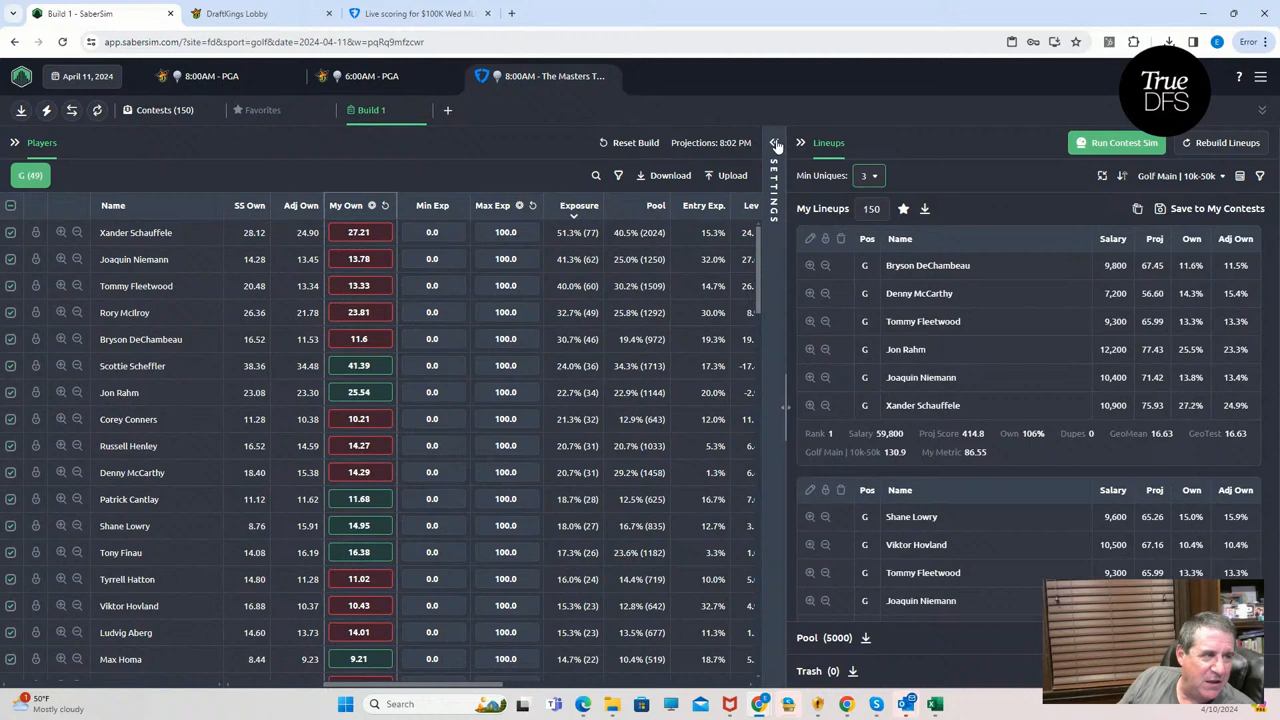 Build 1
DraftKings Lobby
Live scoring for $100K Wed ML
app.sabersim.com/?site=fd&sport=golf&date=2024-04-11&w=pqRq9mfzcwr
Error
April 11, 2024
8:00AM - PGA
6:00AM - PGA
8:00AM - The Masters T...
True
DFS
Contests (150)
Favorites
Build 1
Players
Reset Build
Projections: 8:02 PM
SETTINGS
Lineups
Run Contest Sim
Rebuild Lineups
G (49)
Download
Upload
Min Uniques:
3
Golf Main | 10k-50k
My Lineups
150
Save to My Contests
Name SS Own Adj Own My Own Min Exp Max Exp Exposure Pool Entry Exp. Lev
Xander Schauffele 28.12 24.90 27.21 0.0 100.0 51.3% (77) 40.5% (2024) 15.3% 24.
Joaquin Niemann 14.28 13.45 13.78 0.0 100.0 41.3% (62) 25.0% (1250) 32.0% 27.
Tommy Fleetwood 20.48 13.34 13.33 0.0 100.0 40.0% (60) 30.2% (1509) 14.7% 26.
Rory McIlroy 26.36 21.78 23.81 0.0 100.0 32.7% (49) 25.8% (1292) 30.0% 8.
Bryson DeChambeau 16.52 11.53 11.6 0.0 100.0 30.7% (46) 19.4% (972) 19.3% 19.
Scottie Scheffler 38.36 34.48 41.39 0.0 100.0 24.0% (36) 34.3% (1713) 17.3% -17.
Jon Rahm 23.08 23.30 25.54 0.0 100.0 22.7% (34) 22.9% (1144) 20.0% -2.
Corey Conners 11.28 10.38 10.21 0.0 100.0 21.3% (32) 12.9% (643) 12.0%
Russell Henley 16.52 14.59 14.27 0.0 100.0 20.7% (31) 20.7% (1033) 5.3% 6.
Denny McCarthy 18.40 15.38 14.29 0.0 100.0 20.7% (31) 29.2% (1458) 1.3% 6.
Patrick Cantlay 11.12 11.62 11.68 0.0 100.0 18.7% (28) 12.5% (625) 16.7% 7.
Shane Lowry 8.76 15.91 14.95 0.0 100.0 18.0% (27) 16.7% (835) 12.7% 3.
Tony Finau 14.08 16.19 16.38 0.0 100.0 17.3% (26) 23.6% (1182) 3.3% 0.
Tyrrell Hatton 14.80 11.28 11.02 0.0 100.0 16.0% (24) 14.4% (719) 10.0% 5.
Viktor Hovland 16.88 10.37 10.43 0.0 100.0 15.3% (23) 12.8% (642) 32.7% 4.
Ludvig Aberg 14.60 13.73 14.01 0.0 100.0 15.3% (23) 13.5% (677) 11.3%
Max Homa 8.44 9.23 9.21 0.0 100.0 14.7% (22) 10.4% (519) 18.7%
Pos Name Salary Proj Own Adj Own
G Bryson DeChambeau 9,800 67.45 11.6% 11.5%
G Denny McCarthy 7,200 56.60 14.3% 15.4%
G Tommy Fleetwood 9,300 65.99 13.3% 13.3%
G Jon Rahm 12,200 77.43 25.5% 23.3%
G Joaquin Niemann 10,400 71.42 13.8% 13.4%
G Xander Schauffele 10,900 75.93 27.2% 24.9%
Rank 1 Salary 59,800 Proj Score 414.8 Own 106% Dupes 0 GeoMean 16.63 GeoTest 16.63
Golf Main | 10k-50k 130.9 My Metric 86.55
Pos Name Salary Proj Own Adj Own
G Shane Lowry 9,600 65.26 15.0% 15.9%
G Viktor Hovland 10,500 67.16 10.4% 10.4%
G Tommy Fleetwood 9,300 65.99 13.3% 13.3%
G Joaquin Niemann
Pool (5000)
Trash (0)
50°F
Mostly cloudy
Search
4/10/2024